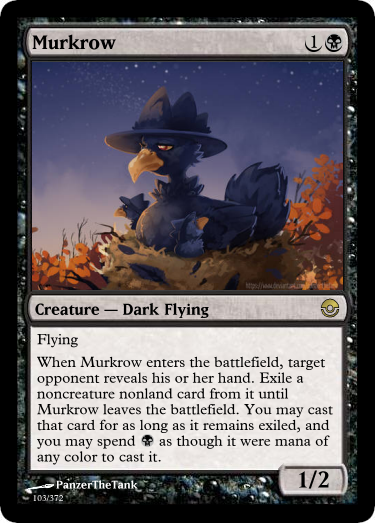 Murkrow 1
Creature — Dark Flying
Flying
When Murkrow enters the battlefield, target
opponent reveals his or her hand. Exile a
noncreature nonland card from it until
Murkrow leaves the battlefield. You may cast
that card for as long as it remains exiled, and
you may spend as though it were mana of
any color to cast it.
1/2
PanzerTheTank
103/372